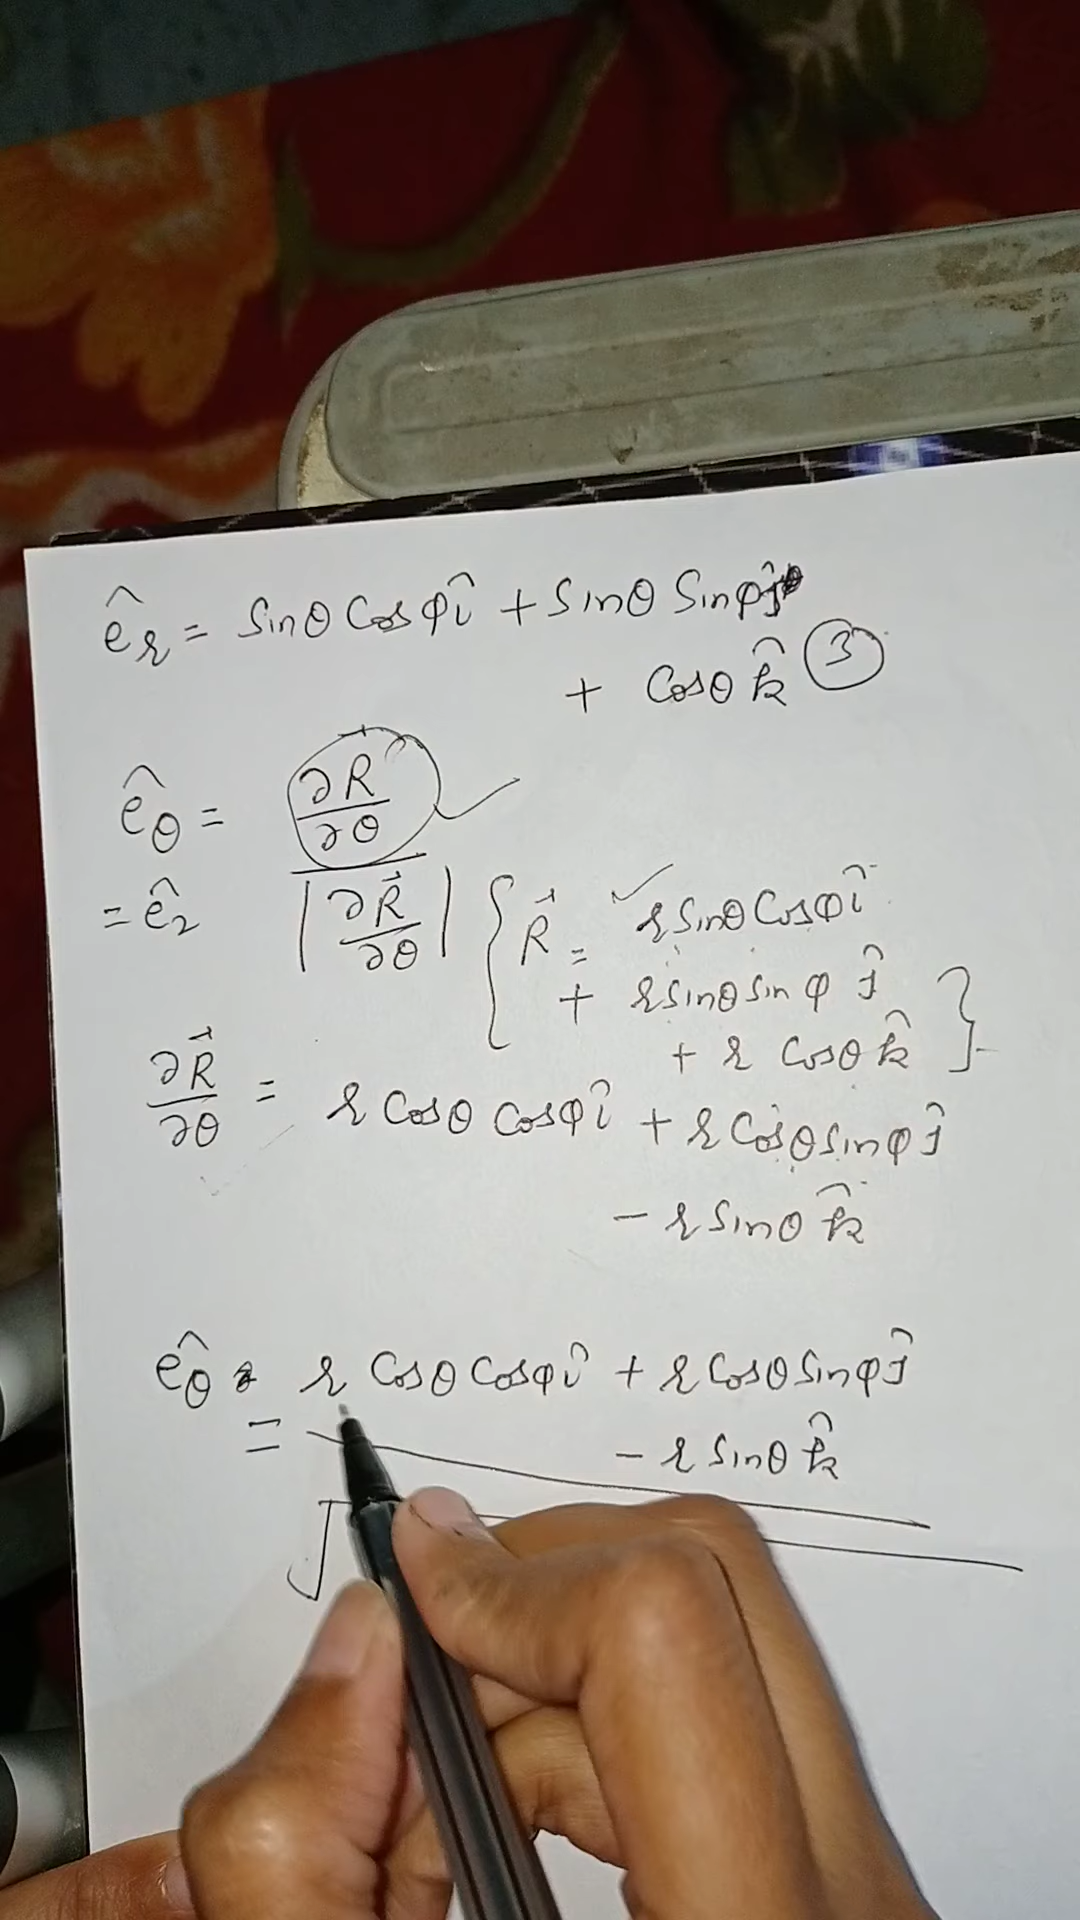 ê_r = Sinθ Cosφ î + Sinθ Sinφ ĵ
+ Cosθ k̂ (3)
ê_θ = ∂R⃗/∂θ
= ê_2 |∂R⃗/∂θ| { R⃗ = r Sinθ Cosφ î
+ r Sinθ Sin φ ĵ
+ r Cosθ k̂ }
∂R⃗/∂θ = r Cosθ Cosφ î + r Cosθ Sinφ ĵ
- r Sinθ k̂
ê_θ r Cosθ Cosφ î + r Cosθ Sinφ ĵ
= - r Sinθ k̂
√